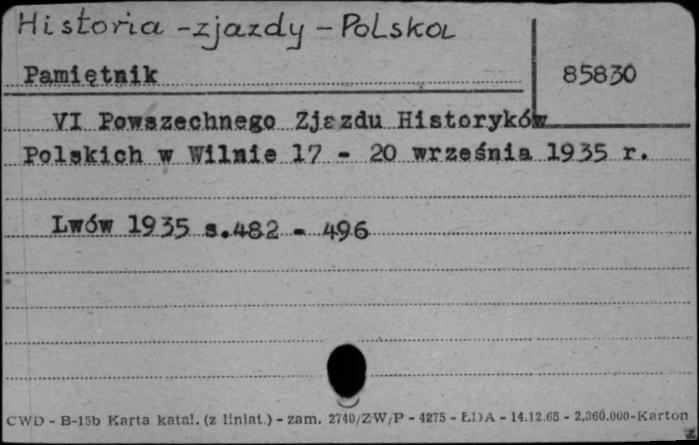 Historia - zjazdy - Polska
Pamiętnik
85830
VI Powszechnego Zjazdu Historyków
Polskich w Wilnie 17 - 20 września 1935 r.
Lwów 1935 s.482 - 496
CWD - B-15b Karta katal. (z liniat.) - zam. 2740/ZW/P - 4275 - ŁDA - 14.12.65 - 2.360.000-Karton